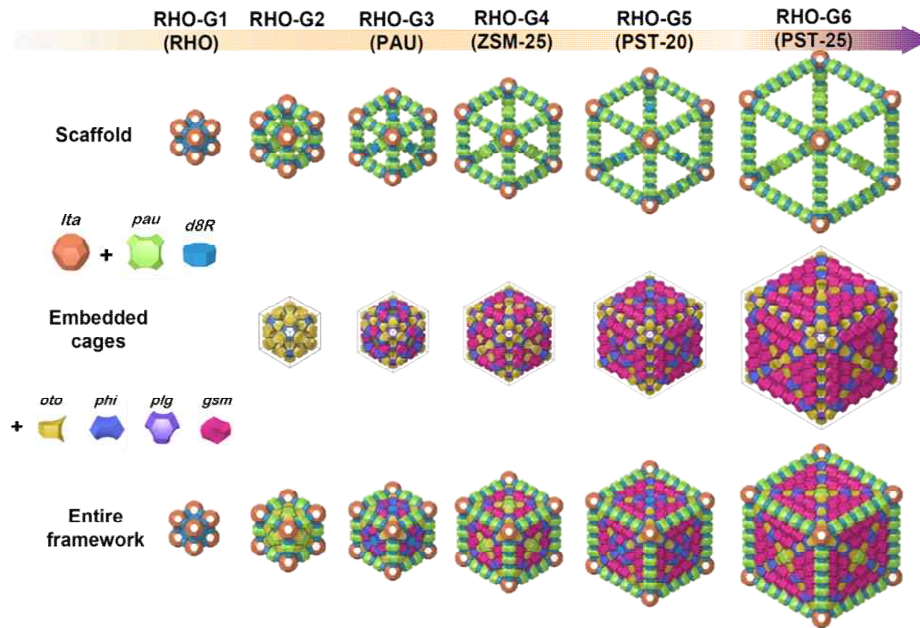 RHO-G1 RHO-G2 RHO-G3 RHO-G4 RHO-G5 RHO-G6
(RHO) (PAU) (ZSM-25) (PST-20) (PST-25)
Scaffold
lta pau d8R
+
Embedded
cages
oto phi plg gsm
+
Entire
framework